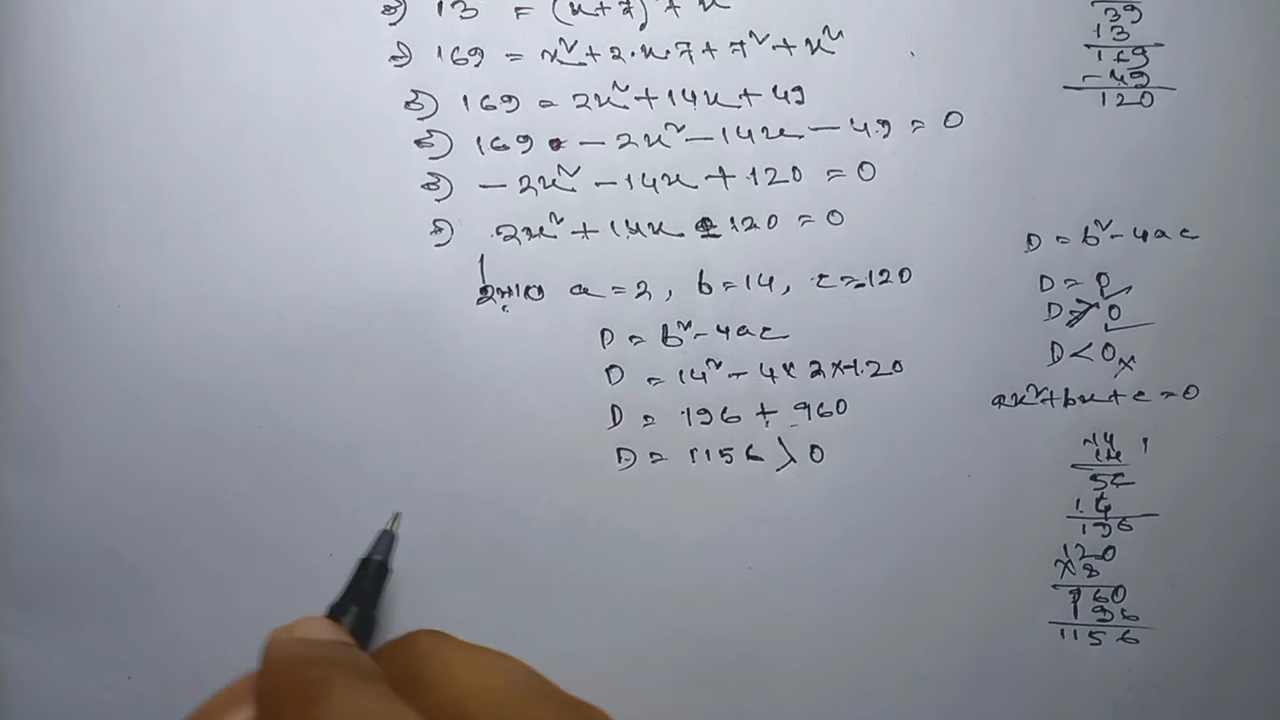 ⇒) 13 = (x+7) + x
⇒) 169 = x²+2·x·7+7²+x²
⇒) 169 = 2x²+14x+49
⇒) 169 - 2x² - 14x - 49 = 0
⇒) - 2x² - 14x + 120 = 0
⇒) 2x² + 14x - 120 = 0
a = 2, b = 14, c = -120
D = b² - 4ac
D = 14² - 4 × 2 × -120
D = 196 + 960
D = 1156 > 0
39
13
169
- 49
120
D = b² - 4ac
D = 0 ✓
D > 0 ✓
D < 0 ×
ax²+bx+c = 0
14
14
56
14
196
120
×8
960
196
1156